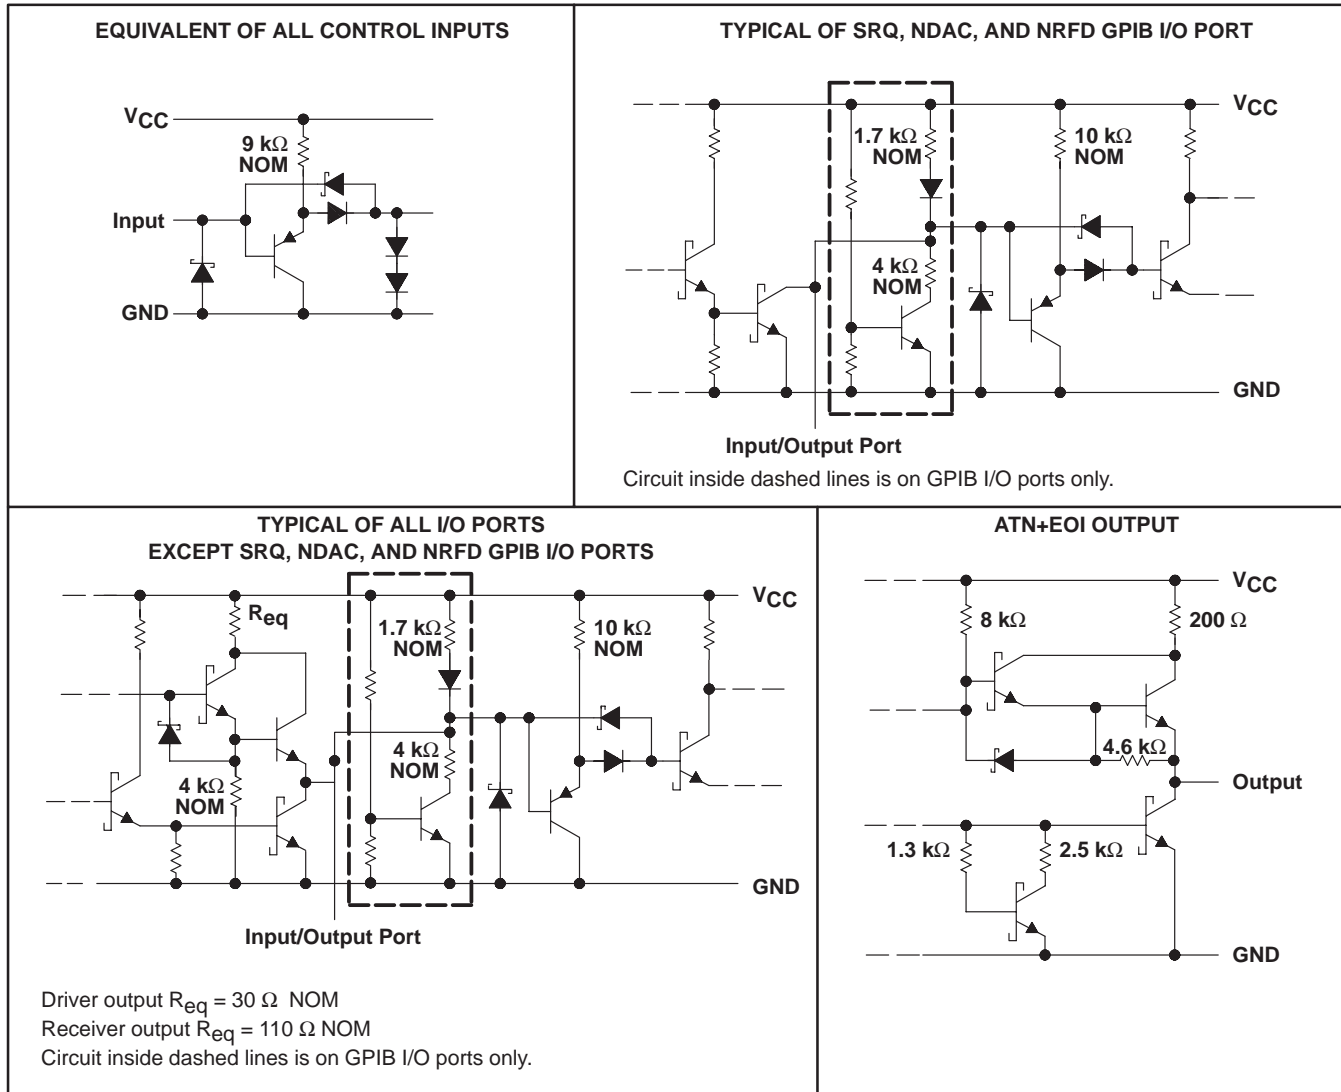 EQUIVALENT OF ALL CONTROL INPUTS
VCC
9 kΩ
NOM
Input
GND
TYPICAL OF SRQ, NDAC, AND NRFD GPIB I/O PORT
VCC
1.7 kΩ
NOM
10 kΩ
NOM
4 kΩ
NOM
GND
Input/Output Port
Circuit inside dashed lines is on GPIB I/O ports only.
TYPICAL OF ALL I/O PORTS
EXCEPT SRQ, NDAC, AND NRFD GPIB I/O PORTS
VCC
Req
1.7 kΩ
NOM
10 kΩ
NOM
4 kΩ
NOM
4 kΩ
NOM
GND
Input/Output Port
Driver output Req = 30 Ω NOM
Receiver output Req = 110 Ω NOM
Circuit inside dashed lines is on GPIB I/O ports only.
ATN+EOI OUTPUT
VCC
8 kΩ
200 Ω
4.6 kΩ
Output
1.3 kΩ
2.5 kΩ
GND